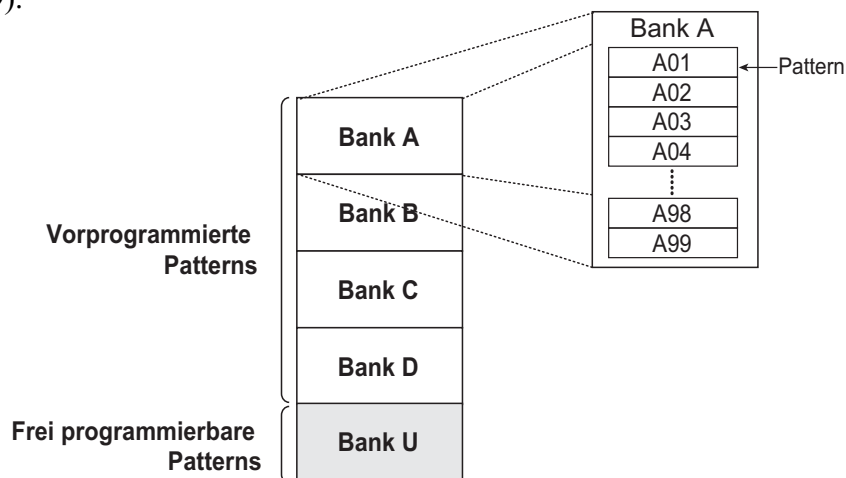 ).
Bank A
A01
Pattern
A02
A03
A04
A98
A99
Bank A
Bank B
Bank C
Bank D
Vorprogrammierte
Patterns
Frei programmierbare
Patterns
Bank U